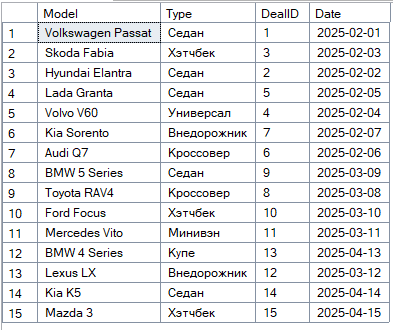 Model Type DealID Date
1 Volkswagen Passat Седан 1 2025-02-01
2 Skoda Fabia Хэтчбек 3 2025-02-03
3 Hyundai Elantra Седан 2 2025-02-02
4 Lada Granta Седан 5 2025-02-05
5 Volvo V60 Универсал 4 2025-02-04
6 Kia Sorento Внедорожник 7 2025-02-07
7 Audi Q7 Кроссовер 6 2025-02-06
8 BMW 5 Series Седан 9 2025-03-09
9 Toyota RAV4 Кроссовер 8 2025-03-08
10 Ford Focus Хэтчбек 10 2025-03-10
11 Mercedes Vito Минивэн 11 2025-03-11
12 BMW 4 Series Купе 13 2025-04-13
13 Lexus LX Внедорожник 12 2025-03-12
14 Kia K5 Седан 14 2025-04-14
15 Mazda 3 Хэтчбек 15 2025-04-15